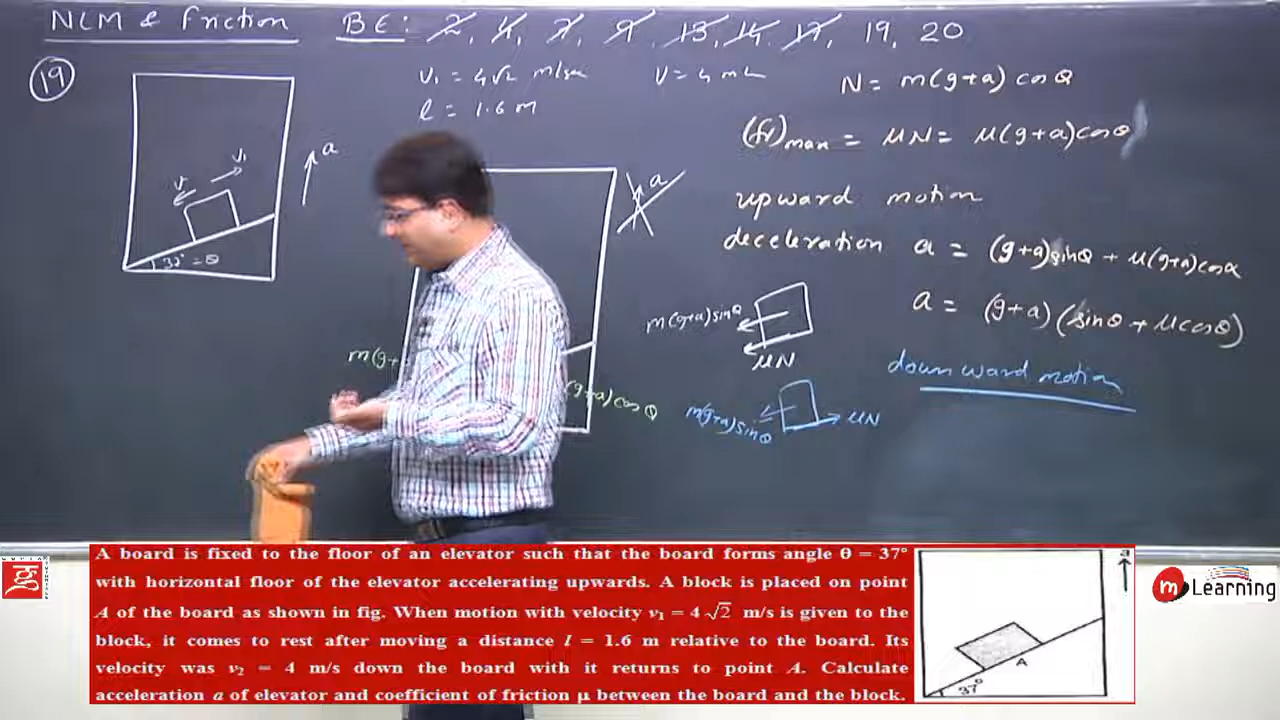 NLM & Friction BE: 2, 4, 7, 9, 13, 14, 17, 19, 20
19
V₁ = 4√2 m/sec V = 4 m/s
l = 1.6 m
a
V₁
V
37° = θ
a
m(g+
(g+a) cos θ
N = m(g+a) cos θ
(fr)max = μN = μ(g+a)cosθ
upward motion
deceleration a = (g+a)sinθ + μ(g+a)cosα
a = (g+a)(sinθ + μcosθ)
m(g+a)sinθ
μN
downward motion
m(g+a)sinθ
μN
A board is fixed to the floor of an elevator such that the board forms angle θ = 37°
with horizontal floor of the elevator accelerating upwards. A block is placed on point
A of the board as shown in fig. When motion with velocity v₁ = 4√2 m/s is given to the
block, it comes to rest after moving a distance l = 1.6 m relative to the board. Its
velocity was v₂ = 4 m/s down the board with it returns to point A. Calculate
acceleration a of elevator and coefficient of friction μ between the board and the block.
a
A
37°
m Learning